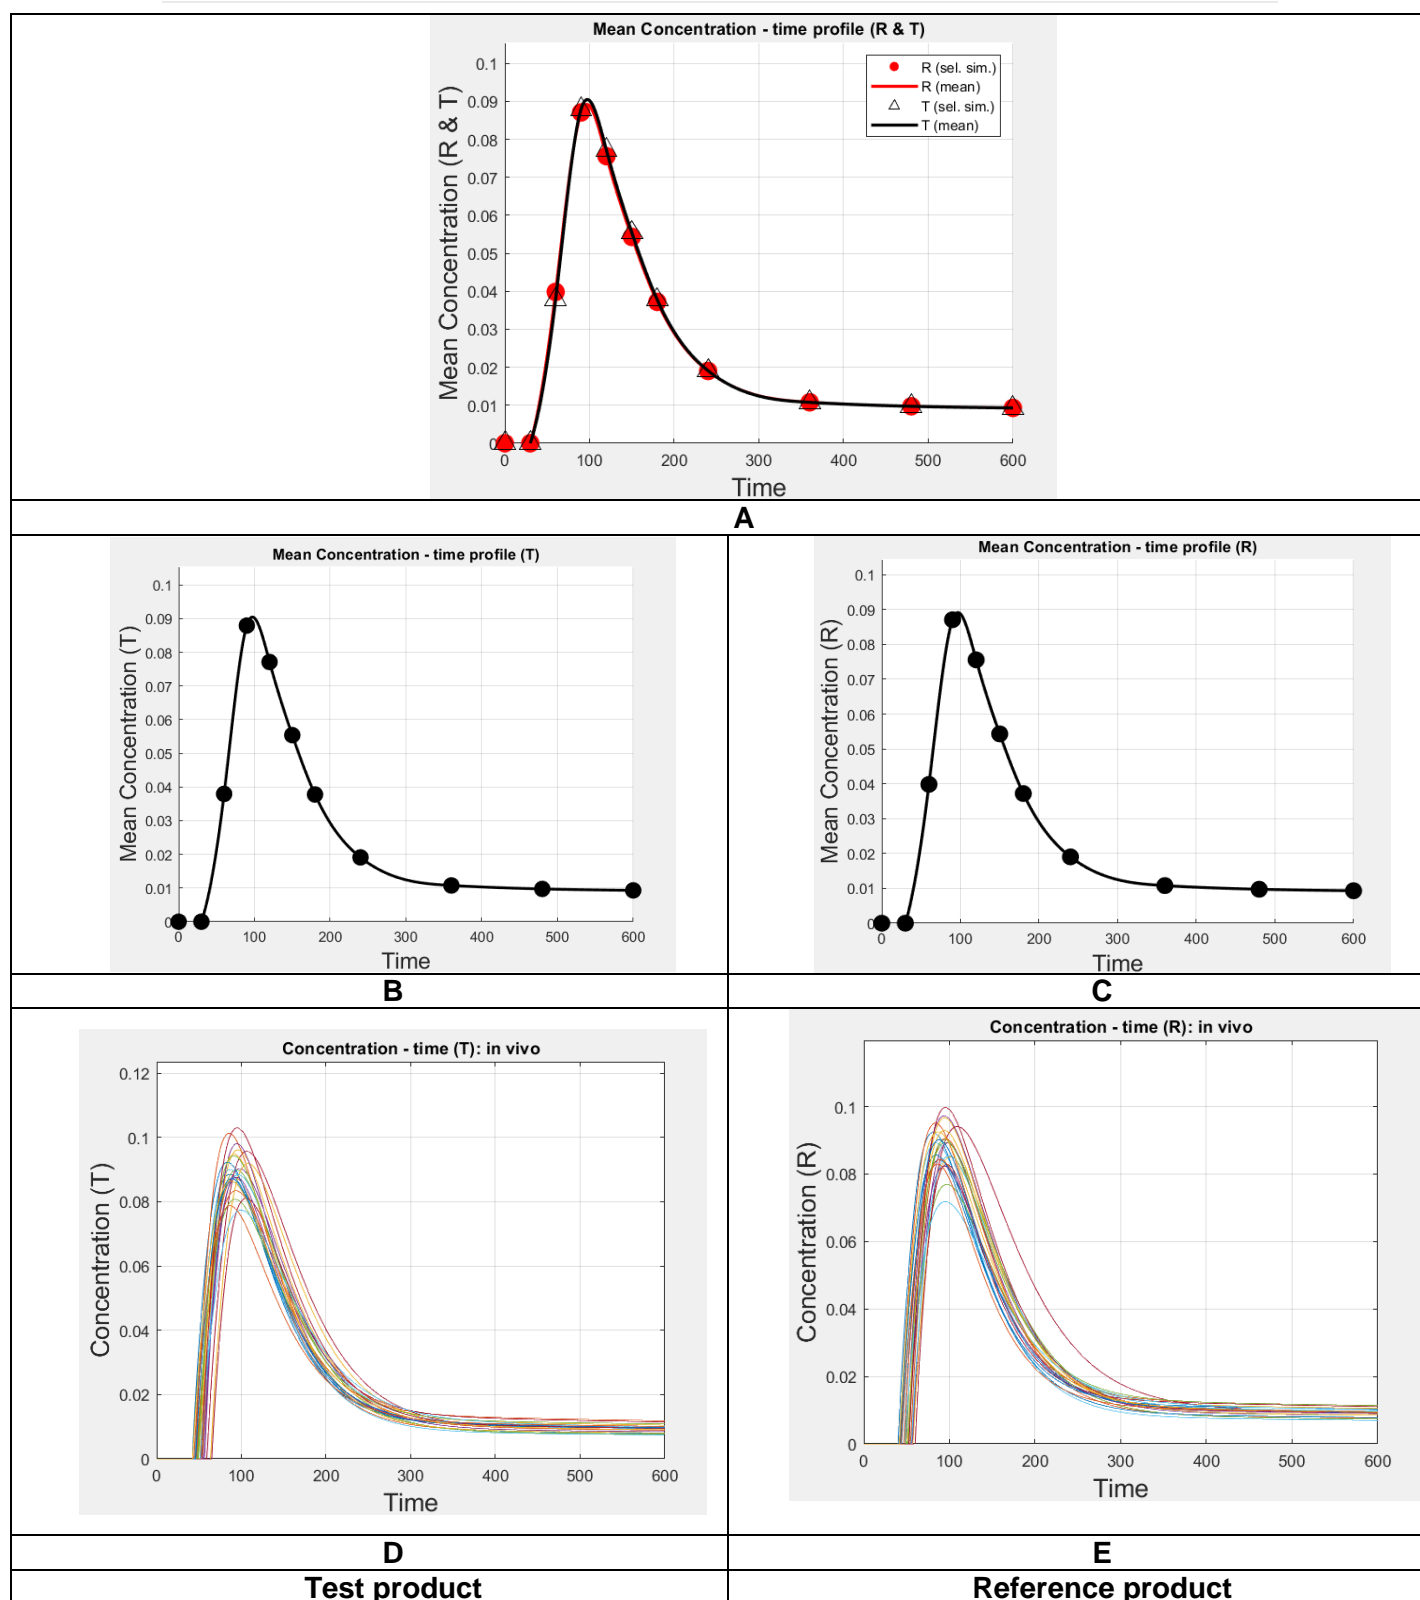 Mean Concentration - time profile (R & T)
R (sel. sim.)
R (mean)
T (sel. sim.)
T (mean)
Mean Concentration (R & T)
0.1
0.09
0.08
0.07
0.06
0.05
0.04
0.03
0.02
0.01
0
0 100 200 300 400 500 600
Time
A
Mean Concentration - time profile (T)
Mean Concentration (T)
0.1
0.09
0.08
0.07
0.06
0.05
0.04
0.03
0.02
0.01
0
0 100 200 300 400 500 600
Time
Mean Concentration - time profile (R)
Mean Concentration (R)
0.1
0.09
0.08
0.07
0.06
0.05
0.04
0.03
0.02
0.01
0
0 100 200 300 400 500 600
Time
B
C
Concentration - time (T): in vivo
Concentration (T)
0.12
0.1
0.08
0.06
0.04
0.02
0
0 100 200 300 400 500 600
Time
Concentration - time (R): in vivo
Concentration (R)
0.1
0.08
0.06
0.04
0.02
0
0 100 200 300 400 500 600
Time
D
E
Test product
Reference product